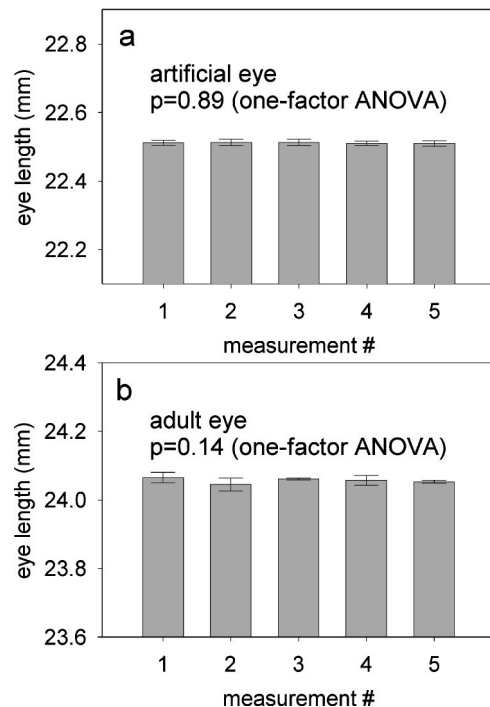 a
artificial eye
p=0.89 (one-factor ANOVA)
eye length (mm)
22.8
22.6
22.4
22.2
1 2 3 4 5
measurement #
b
adult eye
p=0.14 (one-factor ANOVA)
eye length (mm)
24.4
24.2
24.0
23.8
23.6
1 2 3 4 5
measurement #